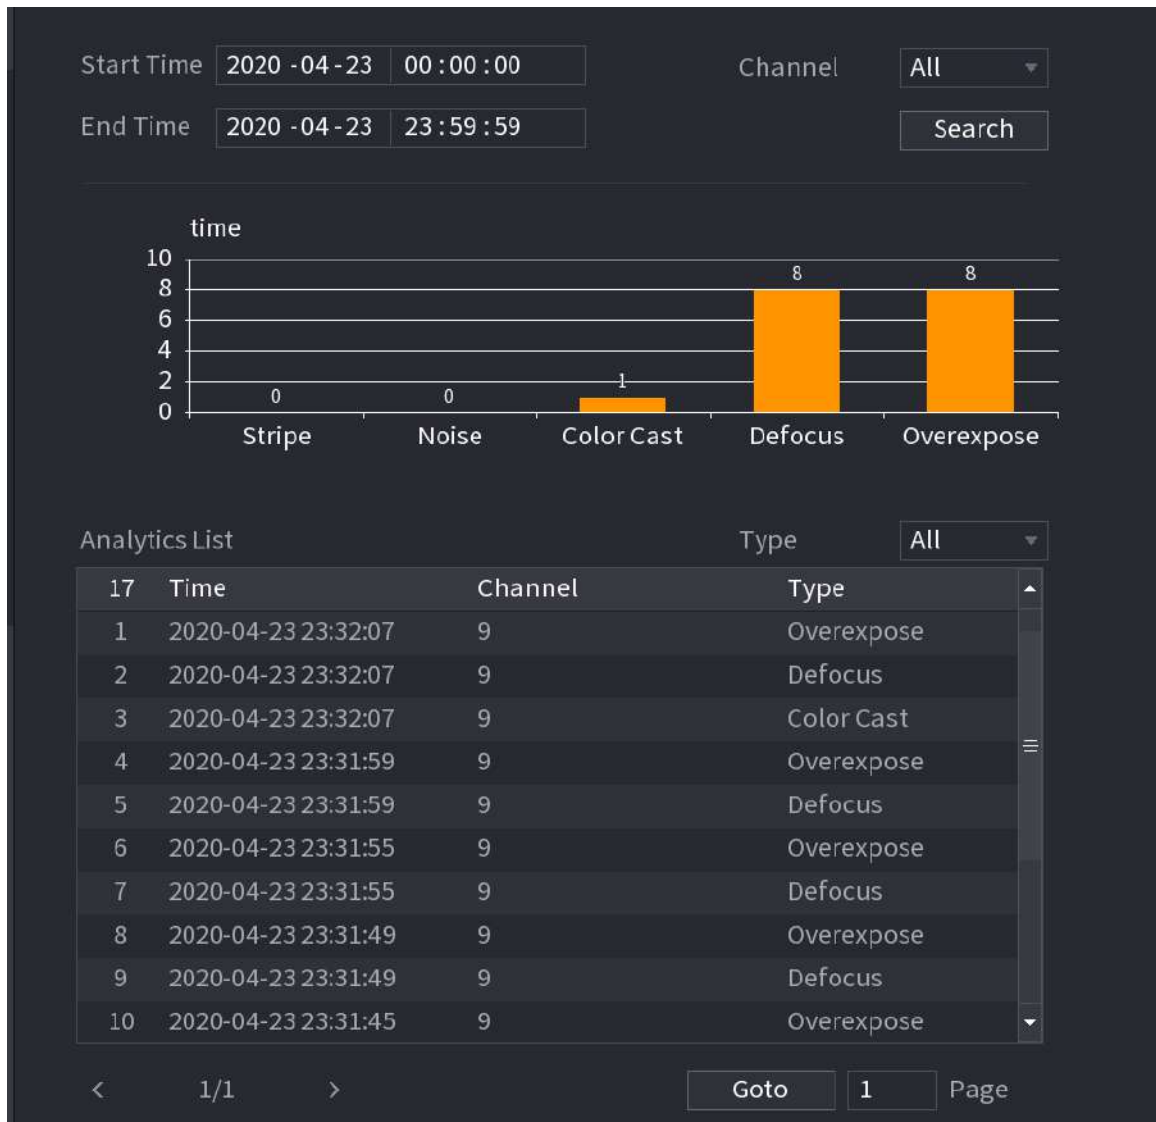 Start Time 2020 -04 -23 00 : 00 : 00 Channel All
End Time 2020 -04 -23 23 : 59 : 59 Search
time
10
8
6
4
2
0
0 0 1 8 8
Stripe Noise Color Cast Defocus Overexpose
Analytics List Type All
17 Time Channel Type
1 2020-04-23 23:32:07 9 Overexpose
2 2020-04-23 23:32:07 9 Defocus
3 2020-04-23 23:32:07 9 Color Cast
4 2020-04-23 23:31:59 9 Overexpose
5 2020-04-23 23:31:59 9 Defocus
6 2020-04-23 23:31:55 9 Overexpose
7 2020-04-23 23:31:55 9 Defocus
8 2020-04-23 23:31:49 9 Overexpose
9 2020-04-23 23:31:49 9 Defocus
10 2020-04-23 23:31:45 9 Overexpose
< 1/1 > Goto 1 Page